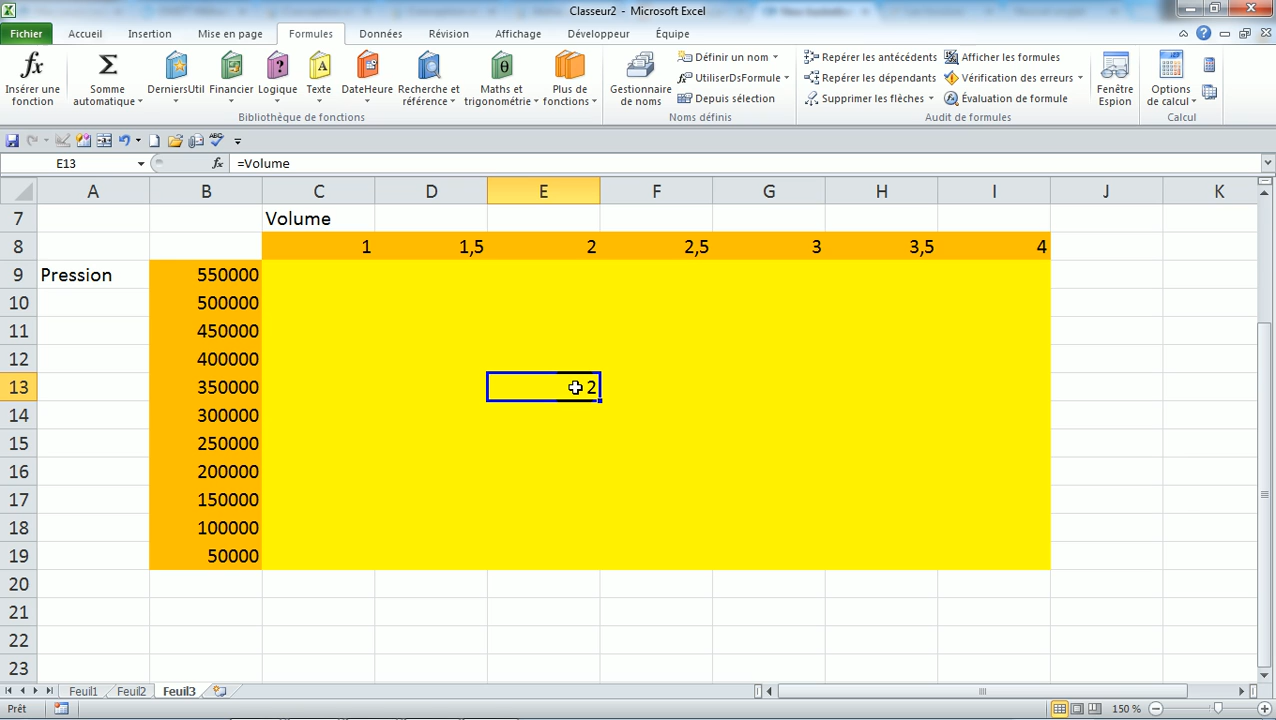 Classeur2 - Microsoft Excel
Fichier Accueil Insertion Mise en page Formules Données Révision Affichage Développeur Équipe
Insérer une fonction
Somme automatique
DerniersUtil
Financier
Logique
Texte
DateHeure
Recherche et référence
Maths et trigonométrie
Plus de fonctions
Bibliothèque de fonctions
Gestionnaire de noms
Définir un nom
UtiliserDsFormule
Depuis sélection
Noms définis
Repérer les antécédents
Repérer les dépendants
Supprimer les flèches
Afficher les formules
Vérification des erreurs
Évaluation de formule
Audit de formules
Fenêtre Espion
Options de calcul
Calcul
E13 fx =Volume
A B C D E F G H I J K
7 Volume
8 1 1,5 2 2,5 3 3,5 4
9 Pression 550000
10 500000
11 450000
12 400000
13 350000 2
14 300000
15 250000
16 200000
17 150000
18 100000
19 50000
20
21
22
23
Feuil1 Feuil2 Feuil3
Prêt 150 %